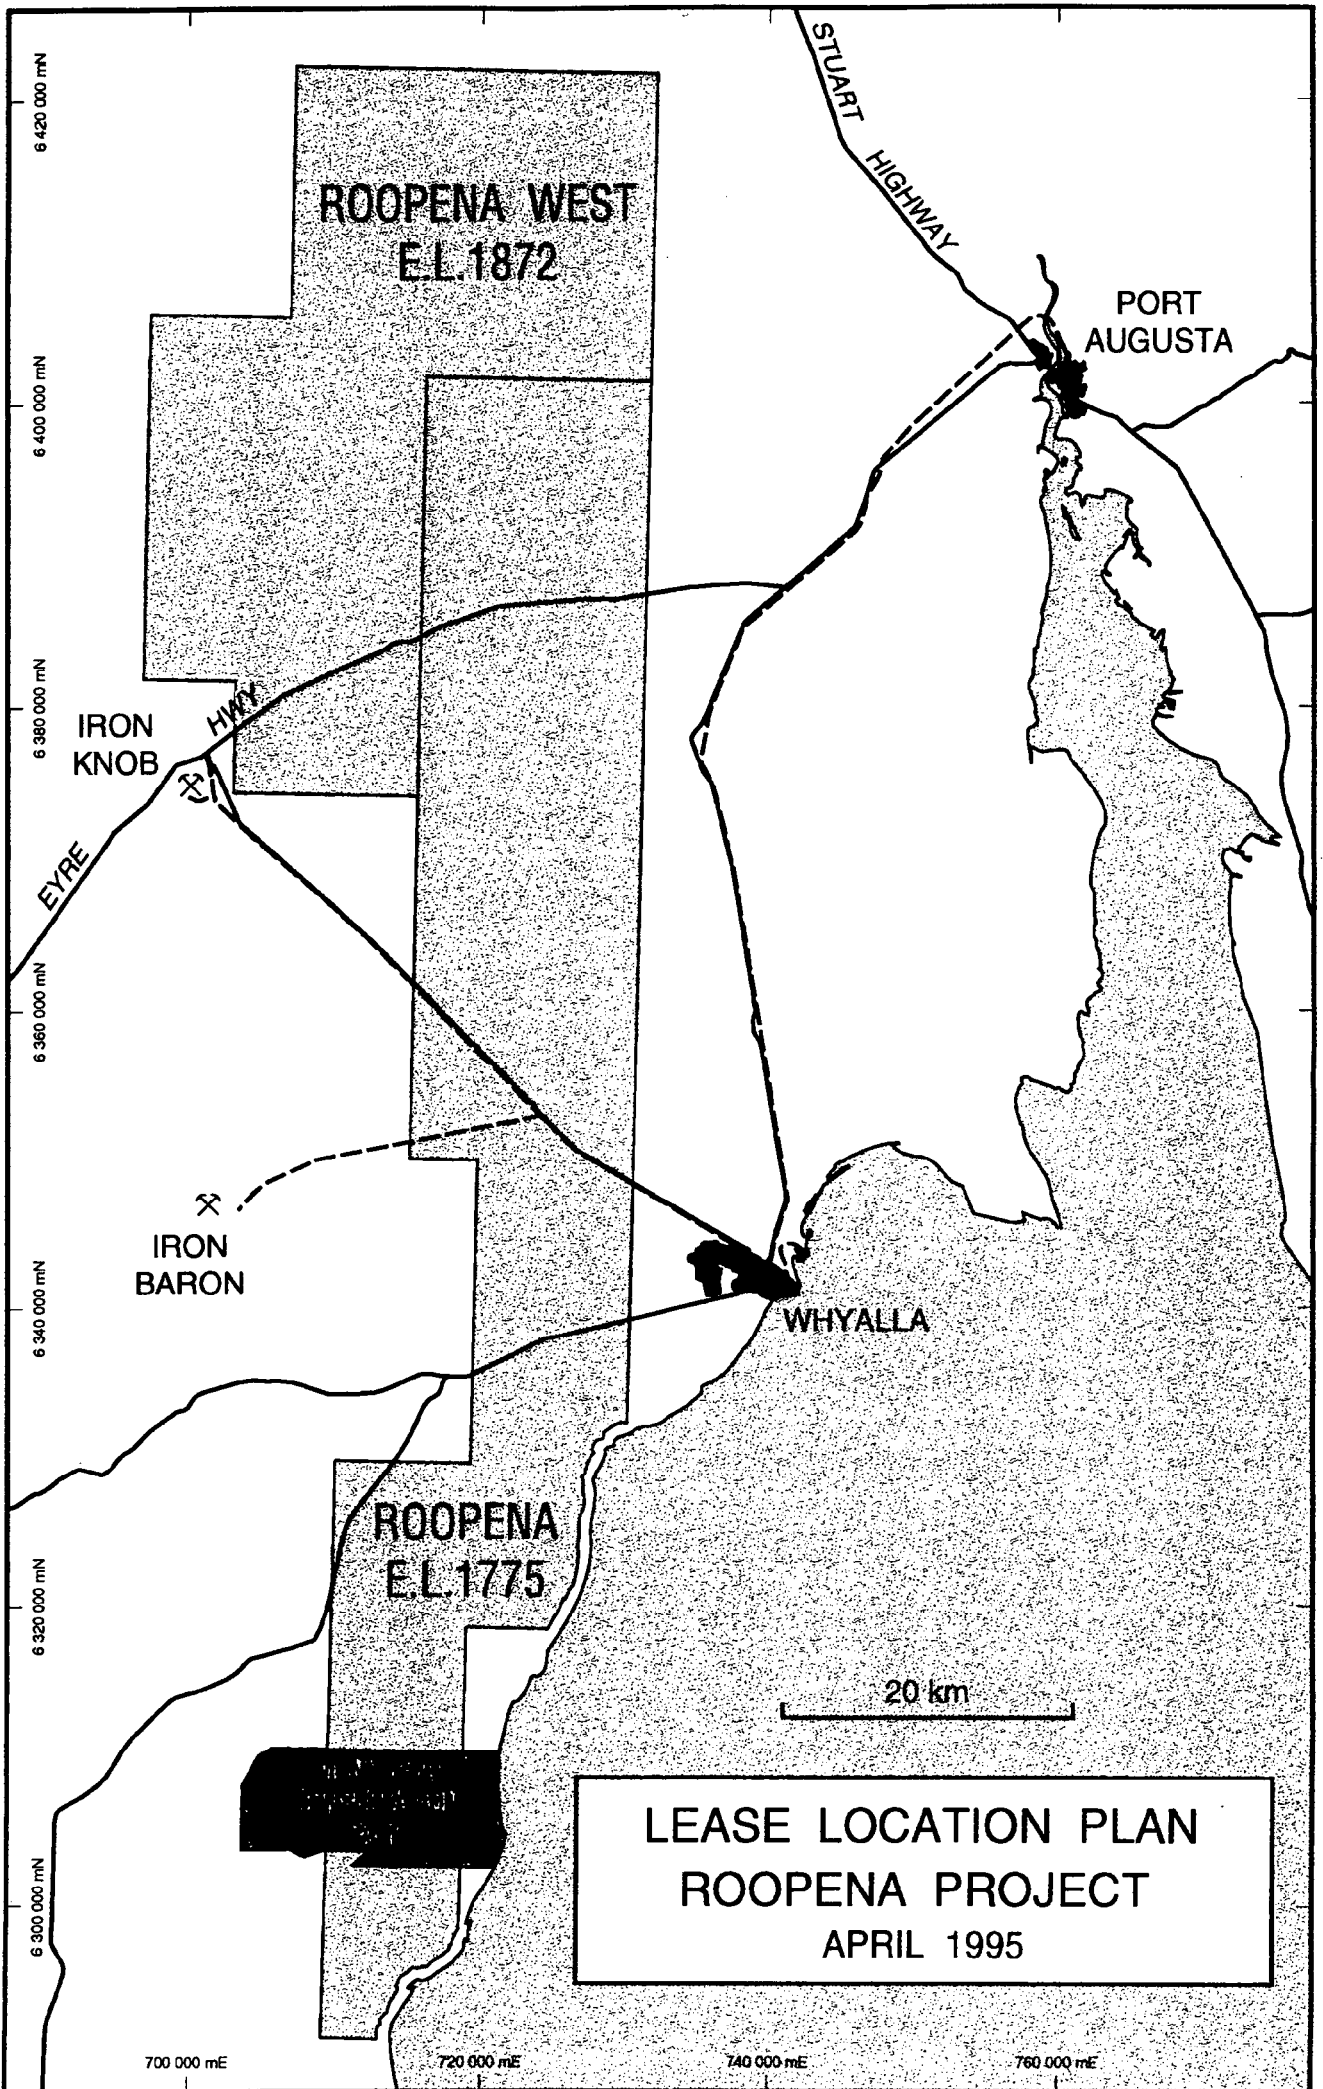 STUART
HIGHWAY
6 420 000 mN
ROOPENA WEST
E.L.1872
PORT
AUGUSTA
6 400 000 mN
6 380 000 mN
IRON
KNOB
HWY
EYRE
6 360 000 mN
IRON
BARON
6 340 000 mN
WHYALLA
ROOPENA
E.L.1775
6 320 000 mN
20 km
LEASE LOCATION PLAN
ROOPENA PROJECT
APRIL 1995
6 300 000 mN
700 000 mE
720 000 mE
740 000 mE
760 000 mE